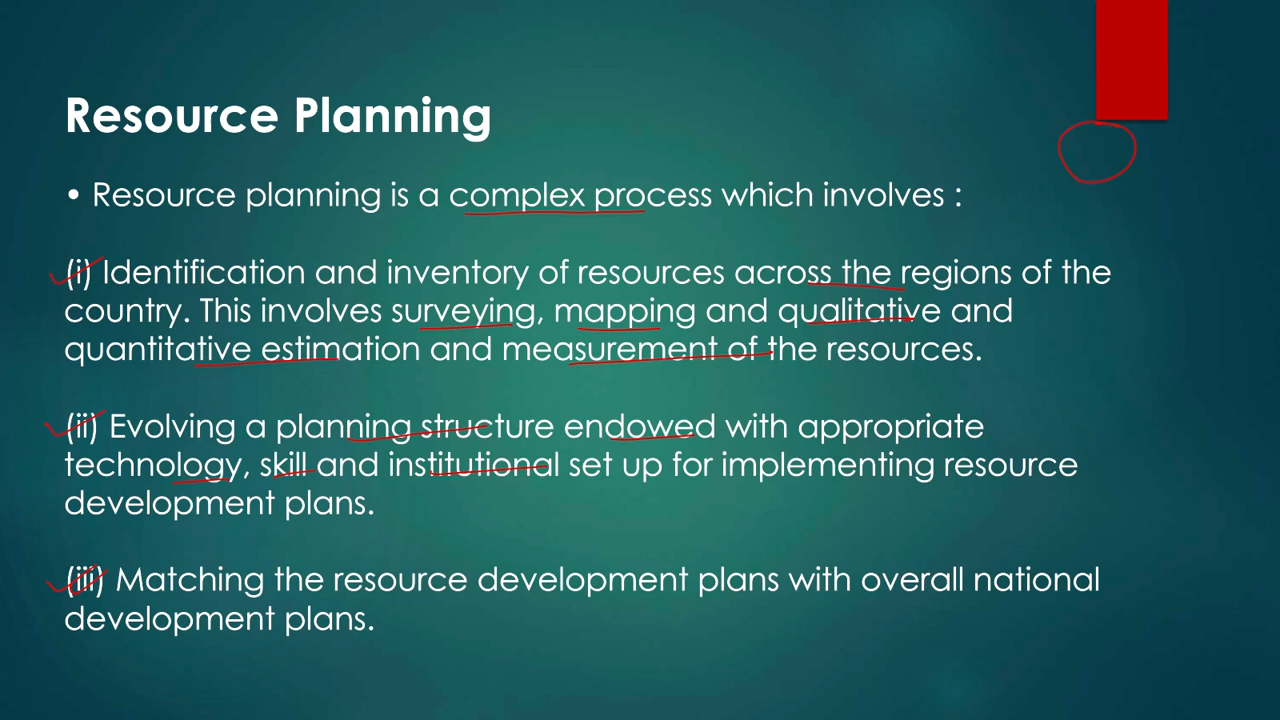 Resource Planning
• Resource planning is a complex process which involves :
(i) Identification and inventory of resources across the regions of the
country. This involves surveying, mapping and qualitative and
quantitative estimation and measurement of the resources.
(ii) Evolving a planning structure endowed with appropriate
technology, skill and institutional set up for implementing resource
development plans.
(iii) Matching the resource development plans with overall national
development plans.